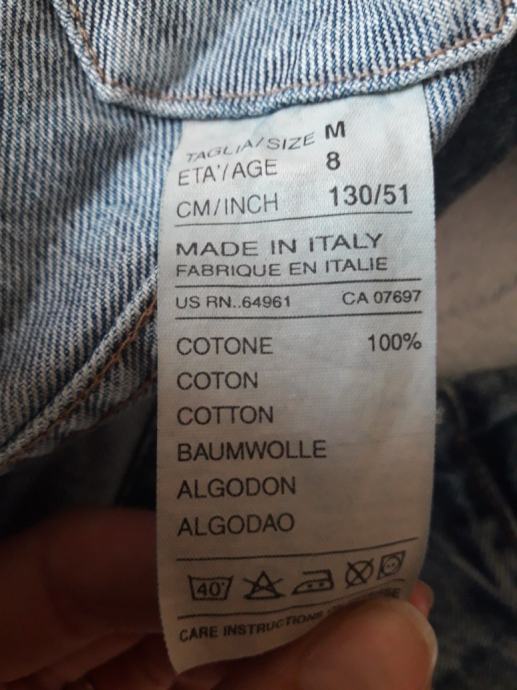 TAGLIA/SIZE M
ETA'/AGE 8
CM/INCH 130/51
MADE IN ITALY
FABRIQUE EN ITALIE
US RN..64961 CA 07697
COTONE 100%
COTON
COTTON
BAUMWOLLE
ALGODON
ALGODAO
40°
CARE INSTRUCTIONS